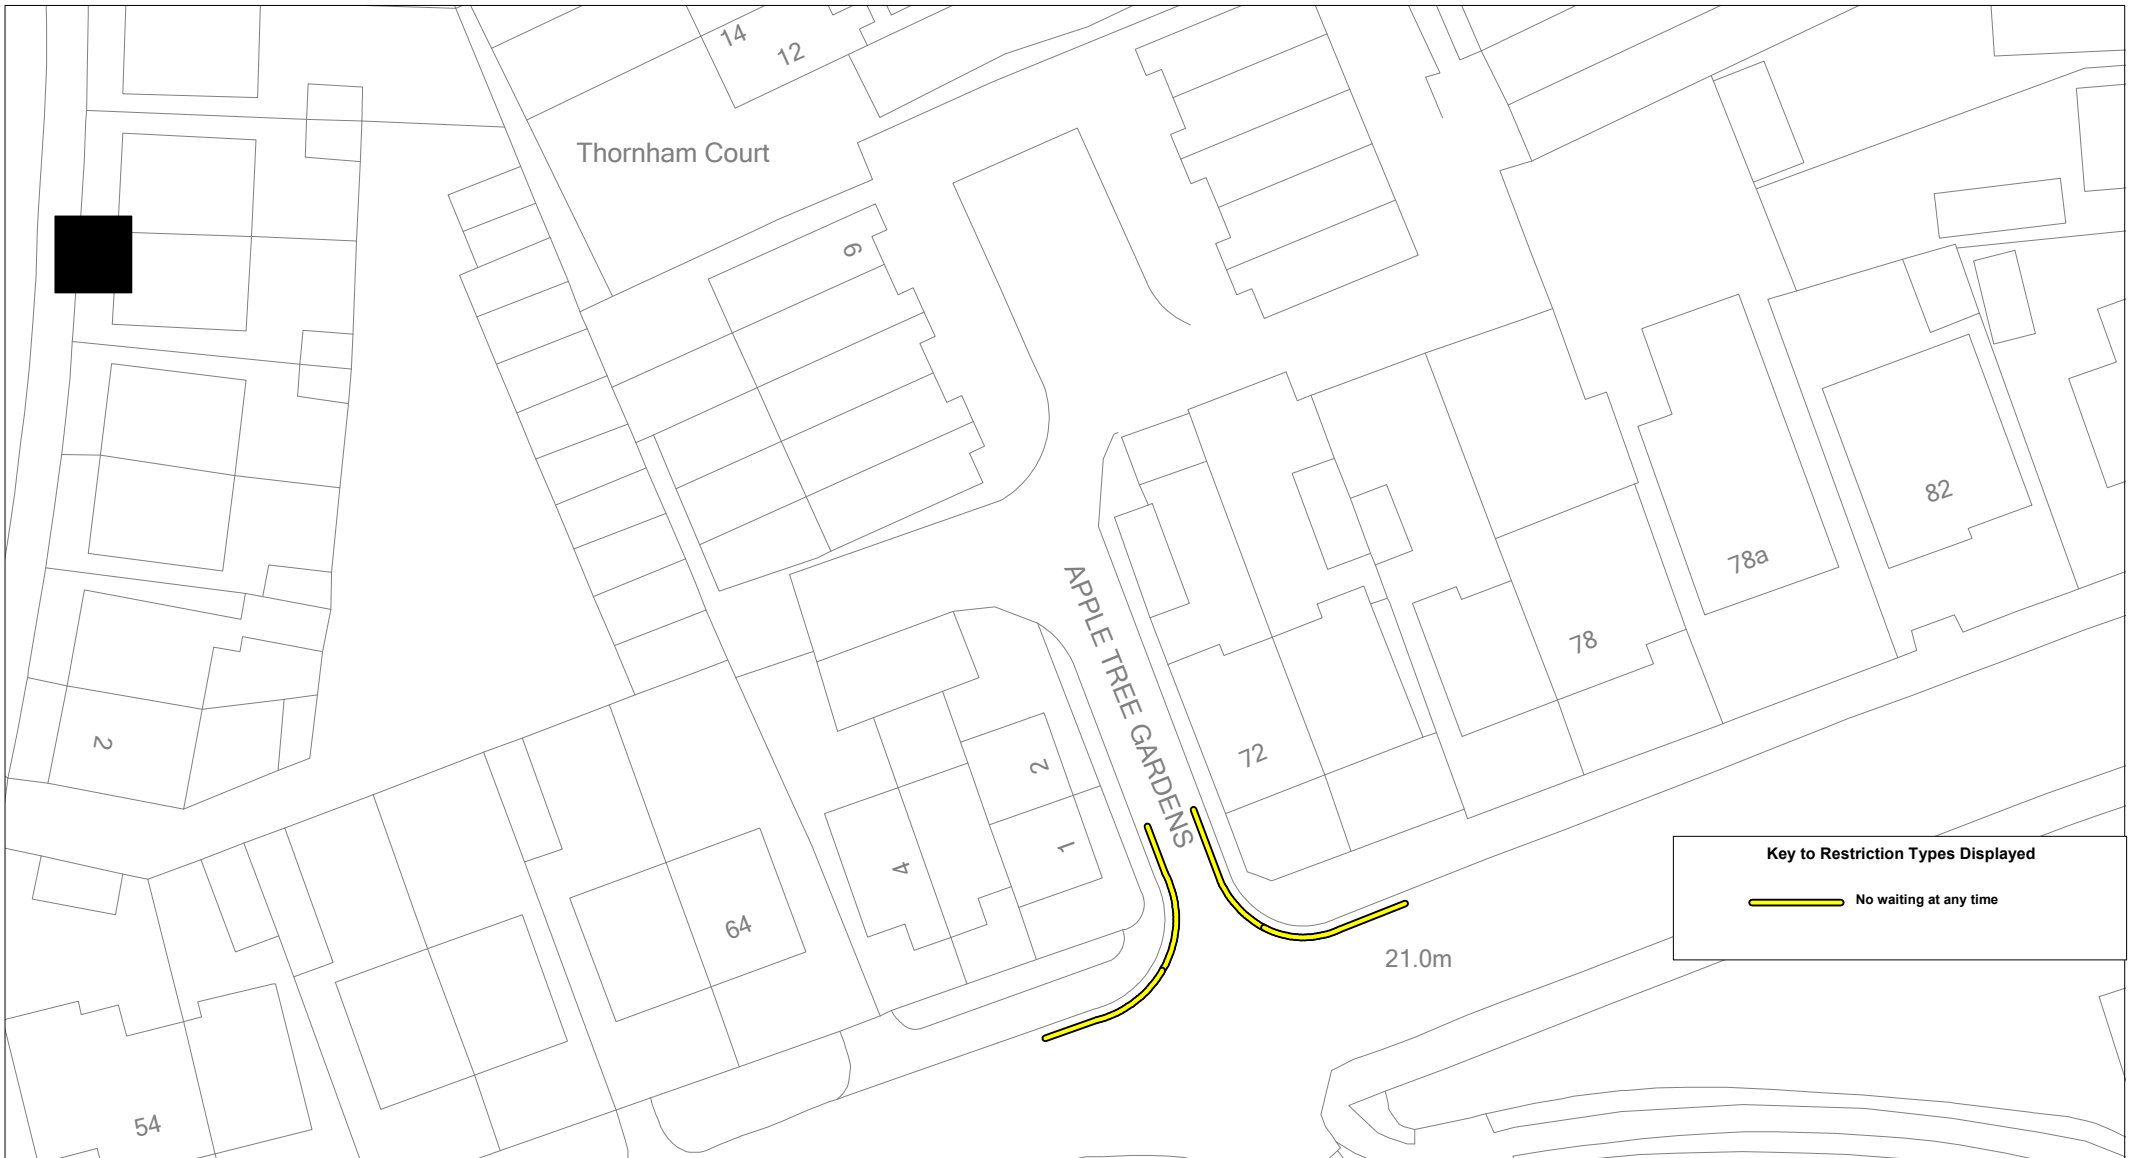 14
12
Thornham Court
6
82
78a
78
APPLE TREE GARDENS
72
2
2
1
4
64
Key to Restriction Types Displayed
No waiting at any time
21.0m
54